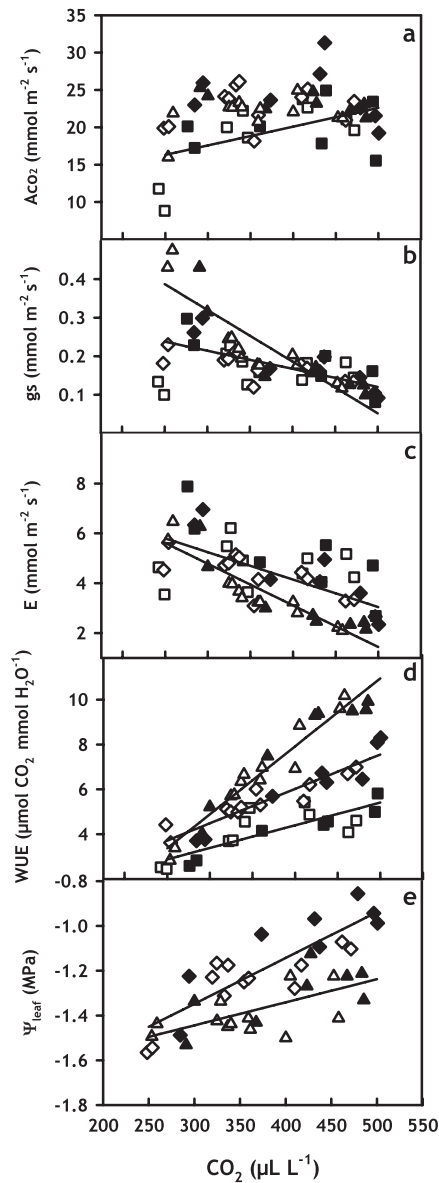 a
35
30
25
20
15
10
Aco₂ (mmol m⁻² s⁻¹)
b
0.4
0.3
0.2
0.1
gs (mmol m⁻² s⁻¹)
c
8
6
4
2
E (mmol m⁻² s⁻¹)
d
10
8
6
4
WUE (µmol CO₂ mmol H₂O⁻¹)
e
-0.8
-1.0
-1.2
-1.4
-1.6
-1.8
Ψleaf (MPa)
200 250 300 350 400 450 500 550
CO₂ (µL L⁻¹)